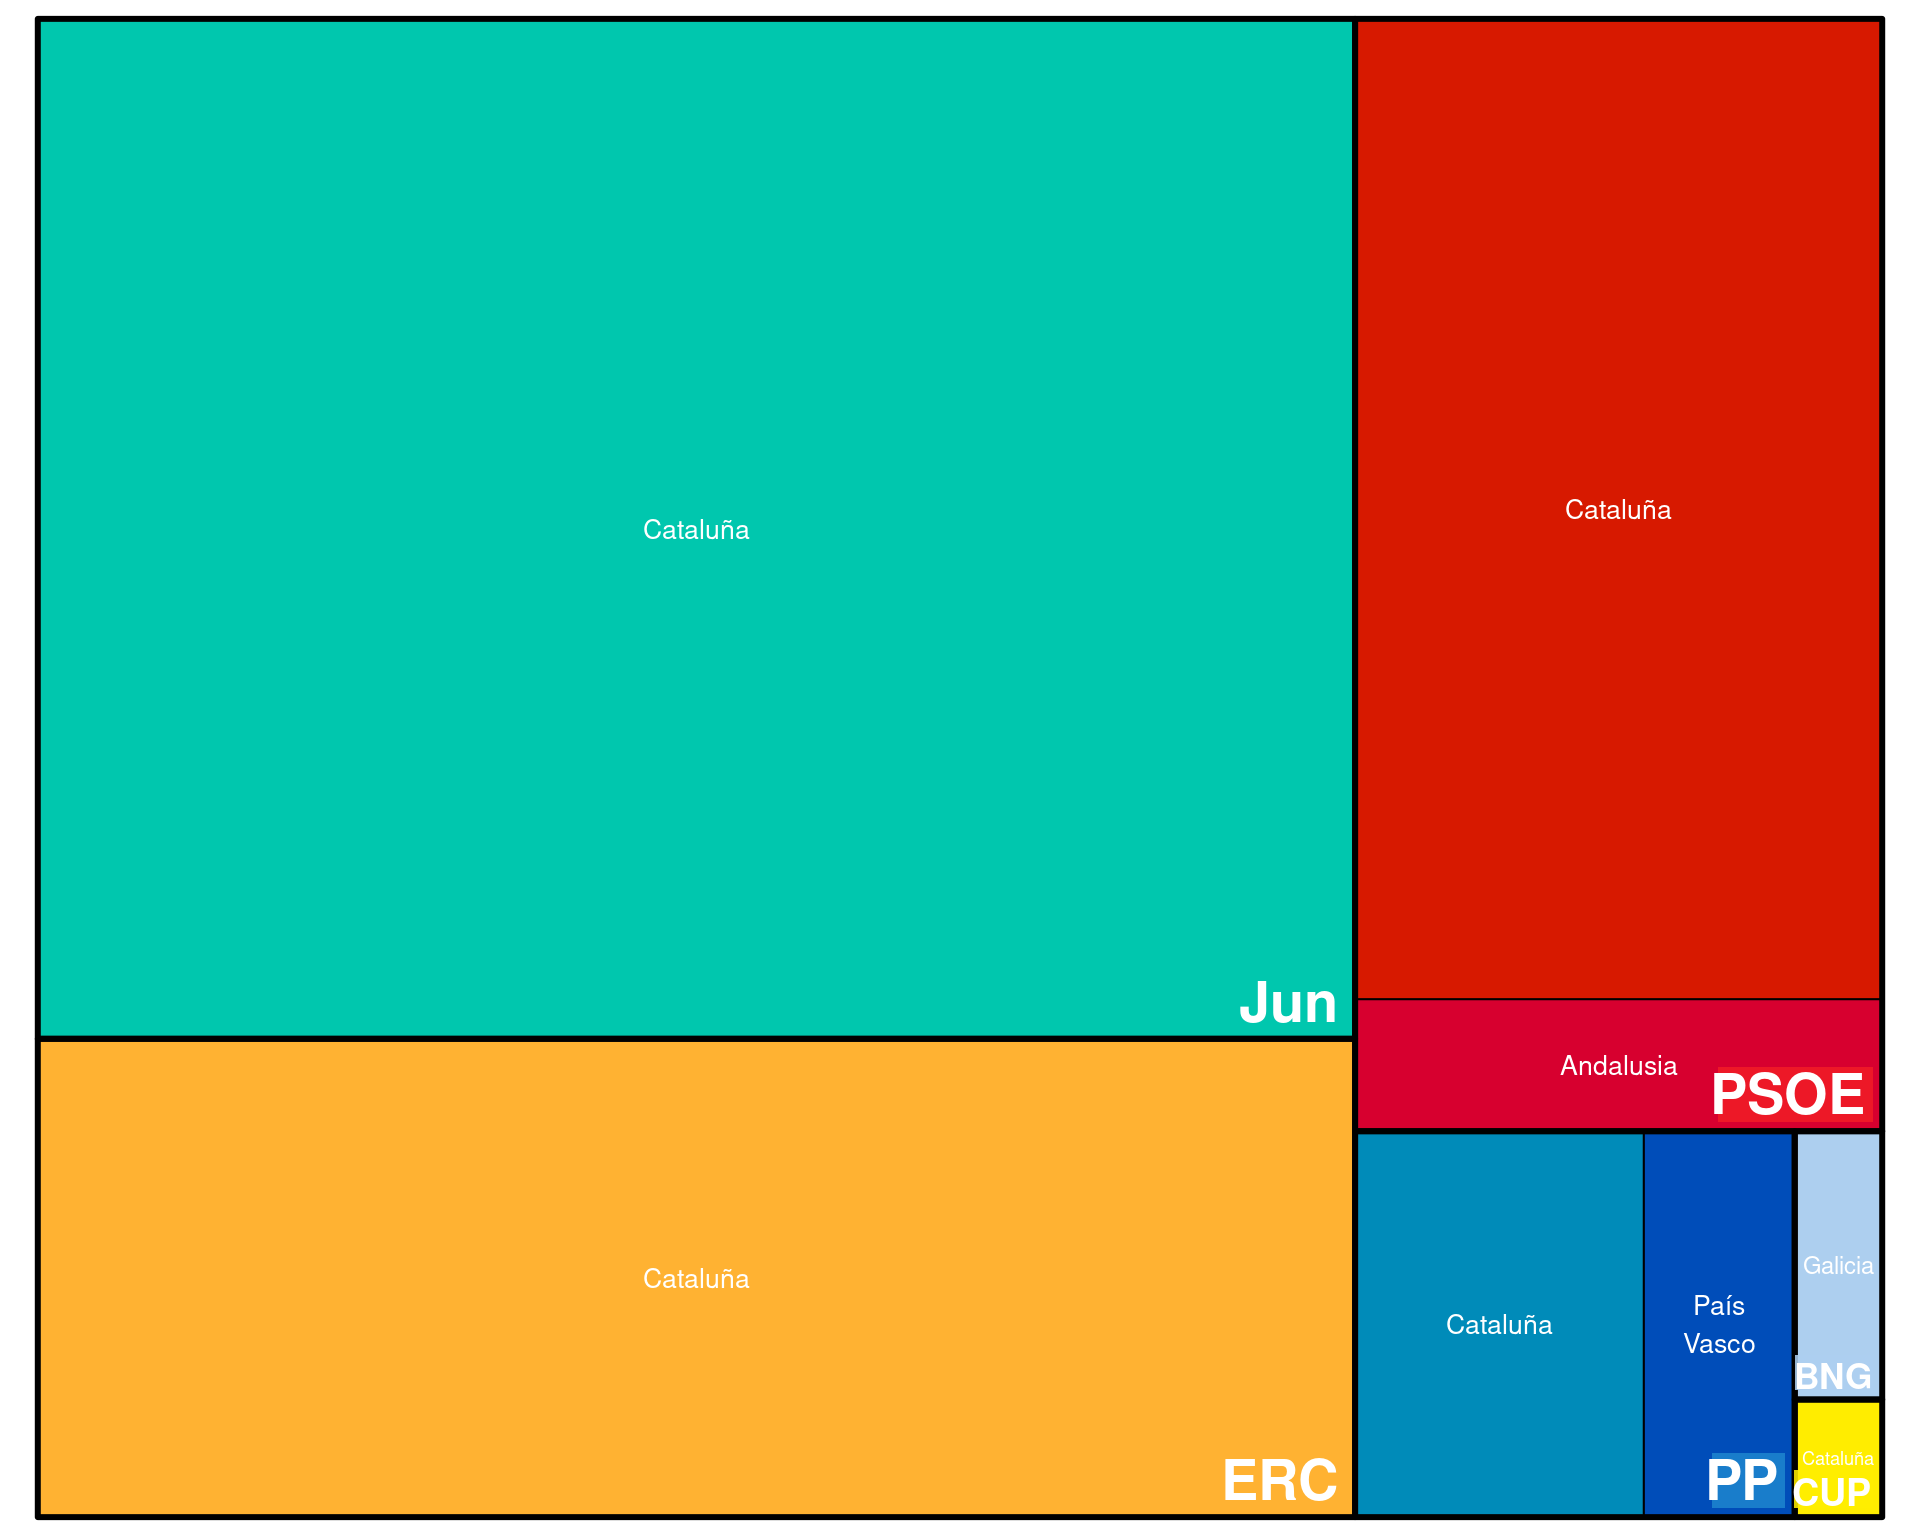 Cataluña
Jun
Cataluña
ERC
Cataluña
Andalusia
PSOE
Cataluña
País
Vasco
PP
Galicia
BNG
Cataluña
CUP